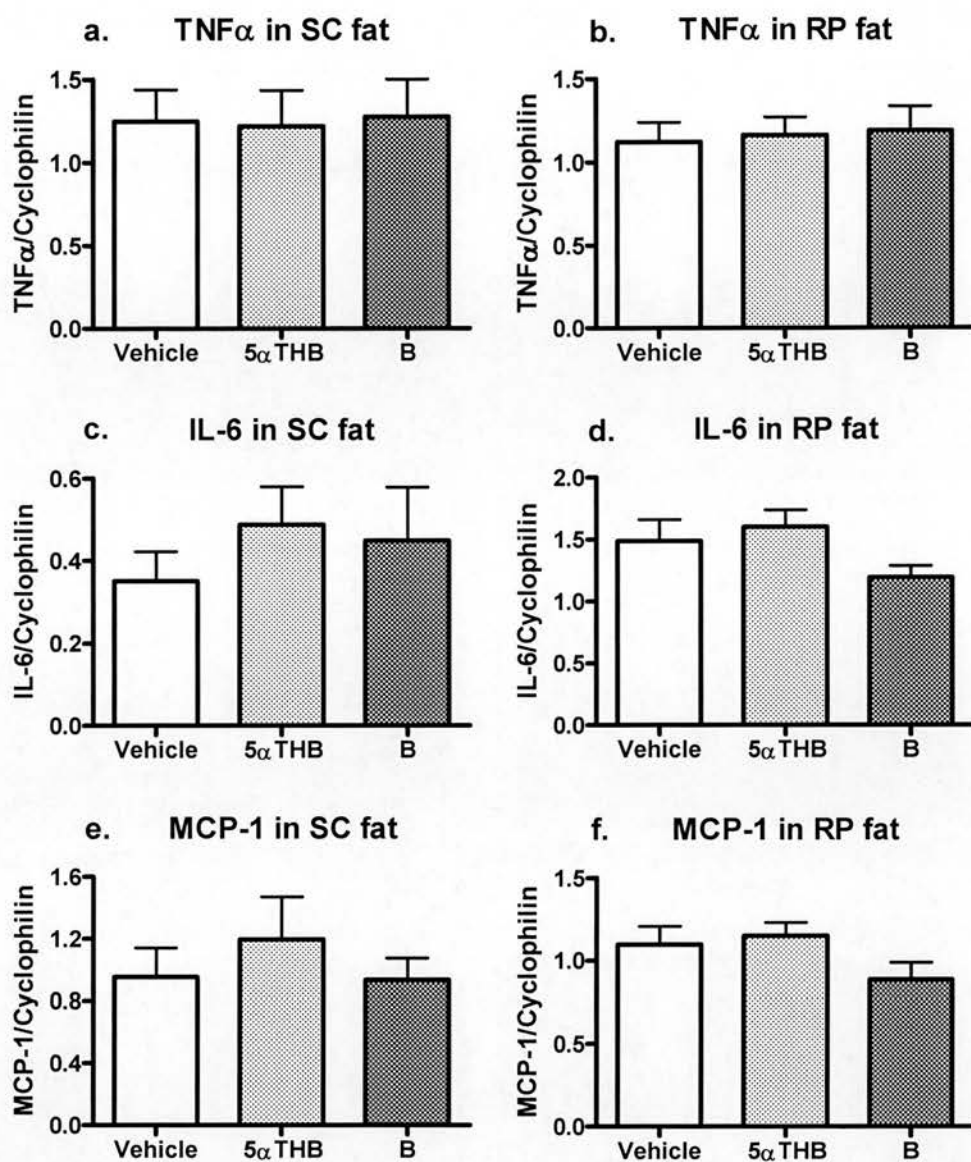 a. TNFα in SC fat
TNFα/Cyclophilin
1.5
1.0
0.5
0.0
Vehicle 5αTHB B
b. TNFα in RP fat
TNFα/Cyclophilin
1.5
1.0
0.5
0.0
Vehicle 5αTHB B
c. IL-6 in SC fat
IL-6/Cyclophilin
0.6
0.4
0.2
0.0
Vehicle 5αTHB B
d. IL-6 in RP fat
IL-6/Cyclophilin
2.0
1.5
1.0
0.5
0.0
Vehicle 5αTHB B
e. MCP-1 in SC fat
MCP-1/Cyclophilin
1.6
1.2
0.8
0.4
0.0
Vehicle 5αTHB B
f. MCP-1 in RP fat
MCP-1/Cyclophilin
1.5
1.0
0.5
0.0
Vehicle 5αTHB B